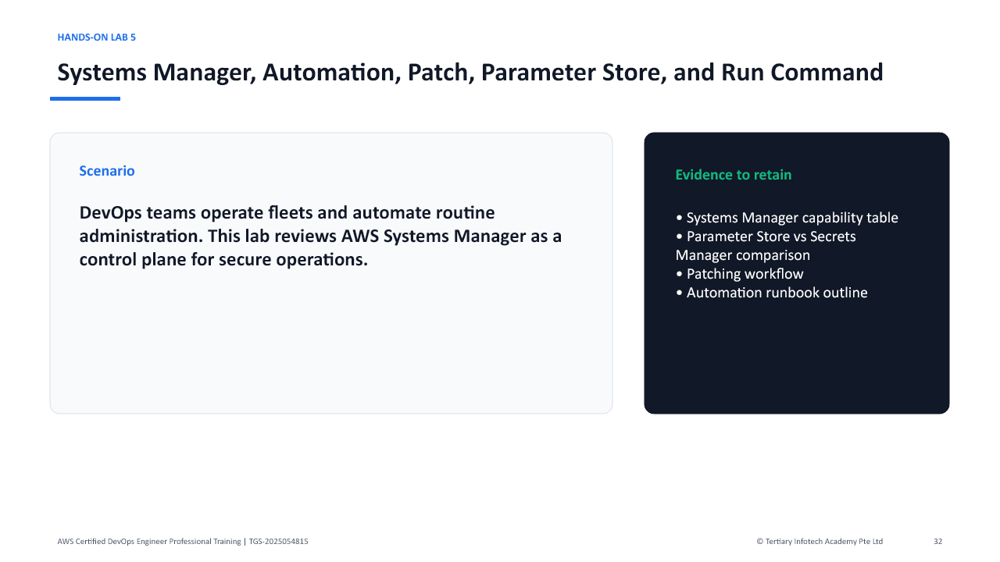 HANDS-ON LAB 5
Systems Manager, Automation, Patch, Parameter Store, and Run Command
Scenario
DevOps teams operate fleets and automate routine
administration. This lab reviews AWS Systems Manager as a
control plane for secure operations.
Evidence to retain
• Systems Manager capability table
• Parameter Store vs Secrets
Manager comparison
• Patching workflow
• Automation runbook outline
AWS Certified DevOps Engineer Professional Training | TGS-2025054815
© Tertiary Infotech Academy Pte Ltd
32